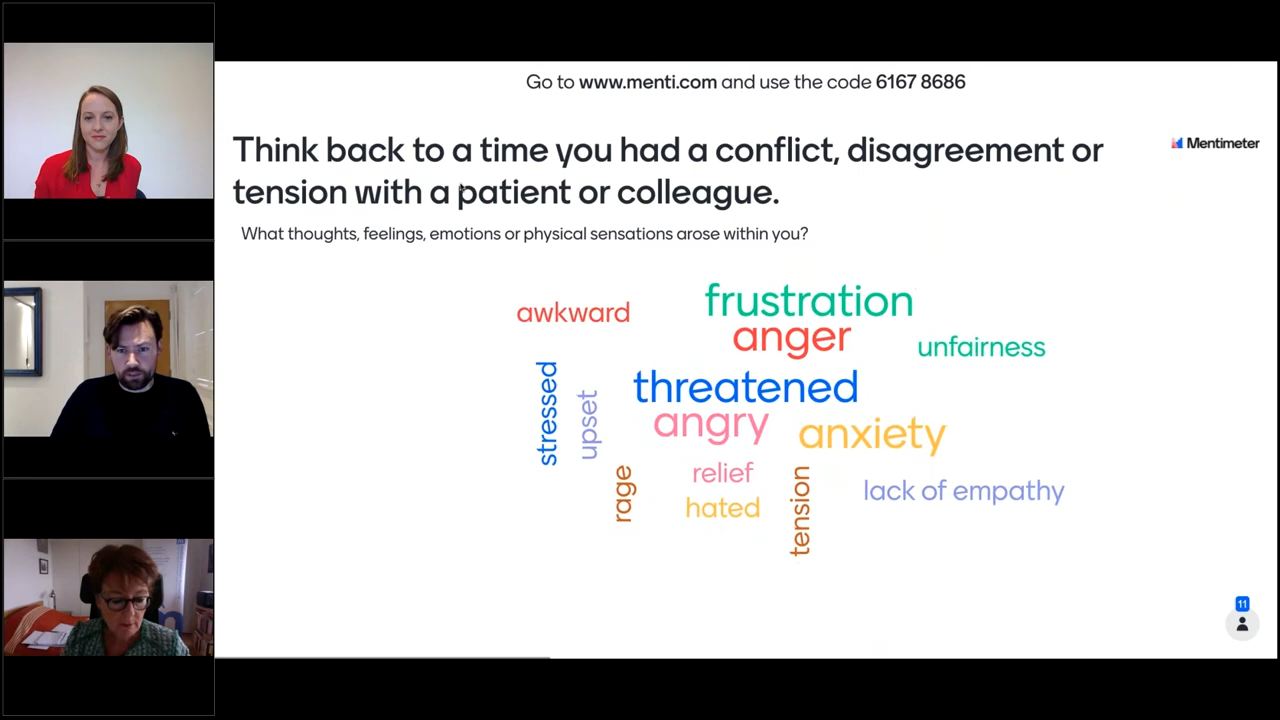 Go to www.menti.com and use the code 6167 8686
Think back to a time you had a conflict, disagreement or
tension with a patient or colleague.
Mentimeter
What thoughts, feelings, emotions or physical sensations arose within you?
awkward
frustration
anger
unfairness
stressed
upset
threatened
angry
anxiety
rage
relief
hated
tension
lack of empathy
11